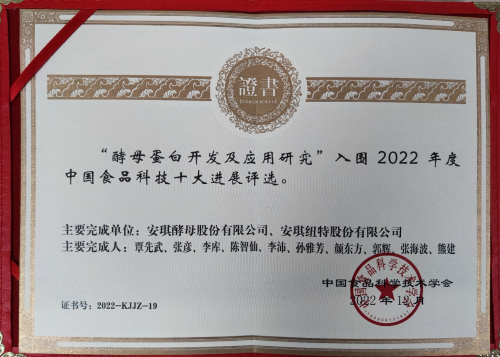 證書
“酵母蛋白开发及应用研究”入围 2022 年度
中国食品科技十大进展评选。
主要完成单位：安琪酵母股份有限公司、安琪纽特股份有限公司
主要完成人：覃先武、张彦、李库、陈智仙、李沛、孙雅芳、颜东方、郭辉、张海波、熊建
中国食品科学技术学会
2022 年 12 月
证书号：2022-KJJZ-19